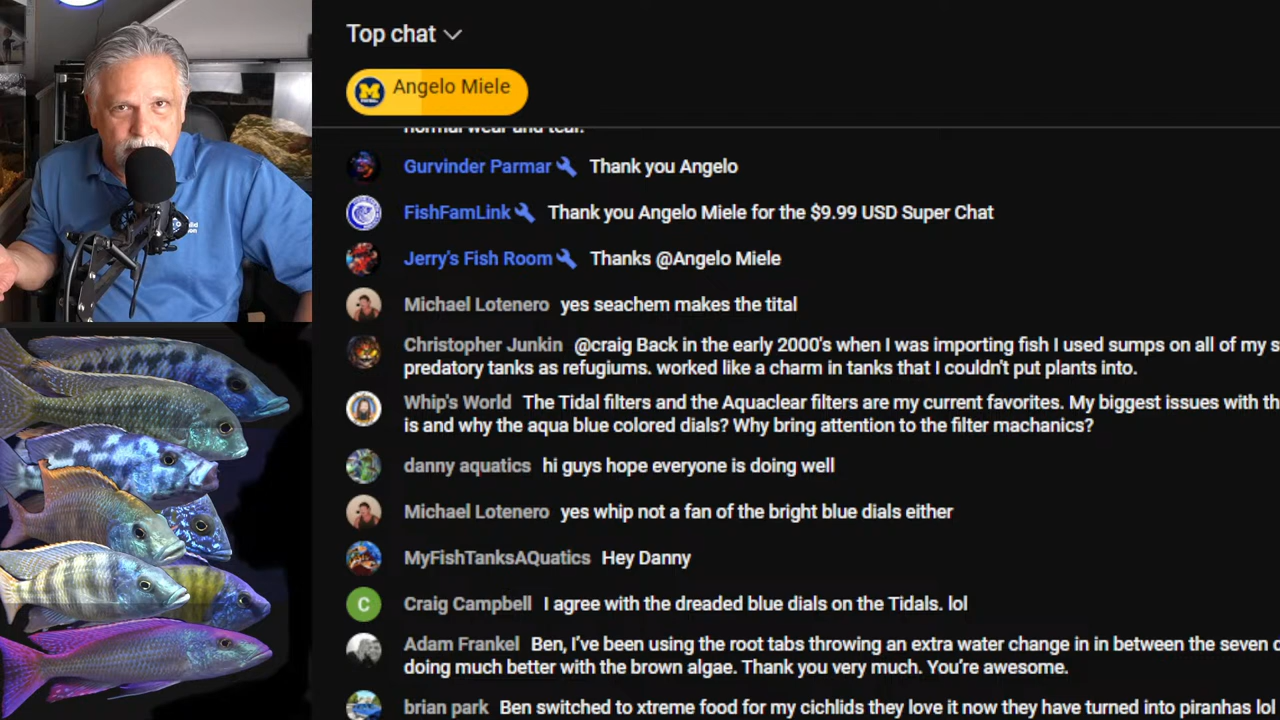 Top chat
Angelo Miele
normal wear and tear.
Gurvinder Parmar Thank you Angelo
FishFamLink Thank you Angelo Miele for the $9.99 USD Super Chat
Jerry's Fish Room Thanks @Angelo Miele
Michael Lotenero yes seachem makes the tital
Christopher Junkin @craig Back in the early 2000's when I was importing fish I used sumps on all of my s
predatory tanks as refugiums. worked like a charm in tanks that I couldn't put plants into.
Whip's World The Tidal filters and the Aquaclear filters are my current favorites. My biggest issues with th
is and why the aqua blue colored dials? Why bring attention to the filter machanics?
danny aquatics hi guys hope everyone is doing well
Michael Lotenero yes whip not a fan of the bright blue dials either
MyFishTanksAQuatics Hey Danny
C Craig Campbell I agree with the dreaded blue dials on the Tidals. lol
Adam Frankel Ben, I've been using the root tabs throwing an extra water change in in between the seven
doing much better with the brown algae. Thank you very much. You're awesome.
brian park Ben switched to xtreme food for my cichlids they love it now they have turned into piranhas lol